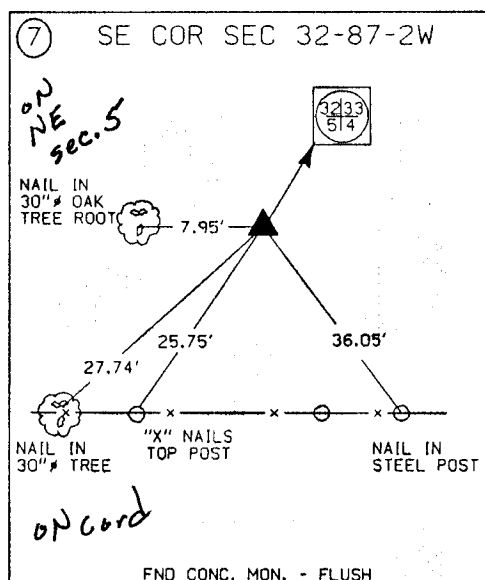 7 SE COR SEC 32-87-2W
on
NE
sec.5
32 33
5 4
NAIL IN
30"ø OAK
TREE ROOT
7.95'
27.74'
25.75'
36.05'
NAIL IN
30"ø TREE
"X" NAILS
TOP POST
NAIL IN
STEEL POST
on card
FND CONC. MON. - FLUSH